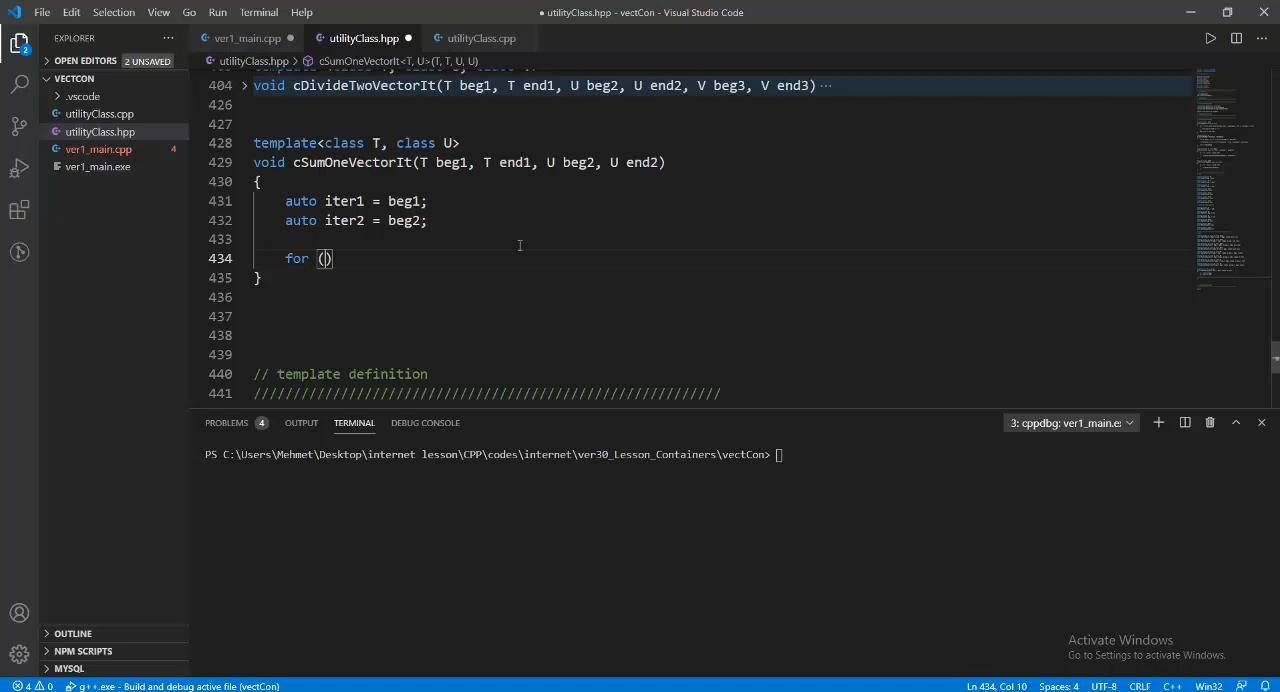 File Edit Selection View Go Run Terminal Help
● utilityClass.hpp - vectCon - Visual Studio Code
EXPLORER
ver1_main.cpp ● utilityClass.hpp ● utilityClass.cpp
OPEN EDITORS 2 UNSAVED
utilityClass.hpp > cSumOneVectorIt<T, U>(T, T, U, U)
VECTCON
.vscode
utilityClass.cpp
utilityClass.hpp
ver1_main.cpp 4
ver1_main.exe
404 void cDivideTwoVectorIt(T beg1, T end1, U beg2, U end2, V beg3, V end3) ...
426
427
428 template<class T, class U>
429 void cSumOneVectorIt(T beg1, T end1, U beg2, U end2)
430 {
431 auto iter1 = beg1;
432 auto iter2 = beg2;
433
434 for ()
435 }
436
437
438
439
440 // template definition
441 ///////////////////////////////////////////////////////////
PROBLEMS 4 OUTPUT TERMINAL DEBUG CONSOLE
3: cppdbg: ver1_main.e
PS C:\Users\Mehmet\Desktop\internet lesson\CPP\codes\internet\ver30_Lesson_Containers\vectCon>
OUTLINE
NPM SCRIPTS
MYSQL
Activate Windows
Go to Settings to activate Windows.
4 0 g++.exe - Build and debug active file (vectCon)
Ln 434, Col 10 Spaces: 4 UTF-8 CRLF C++ Win32